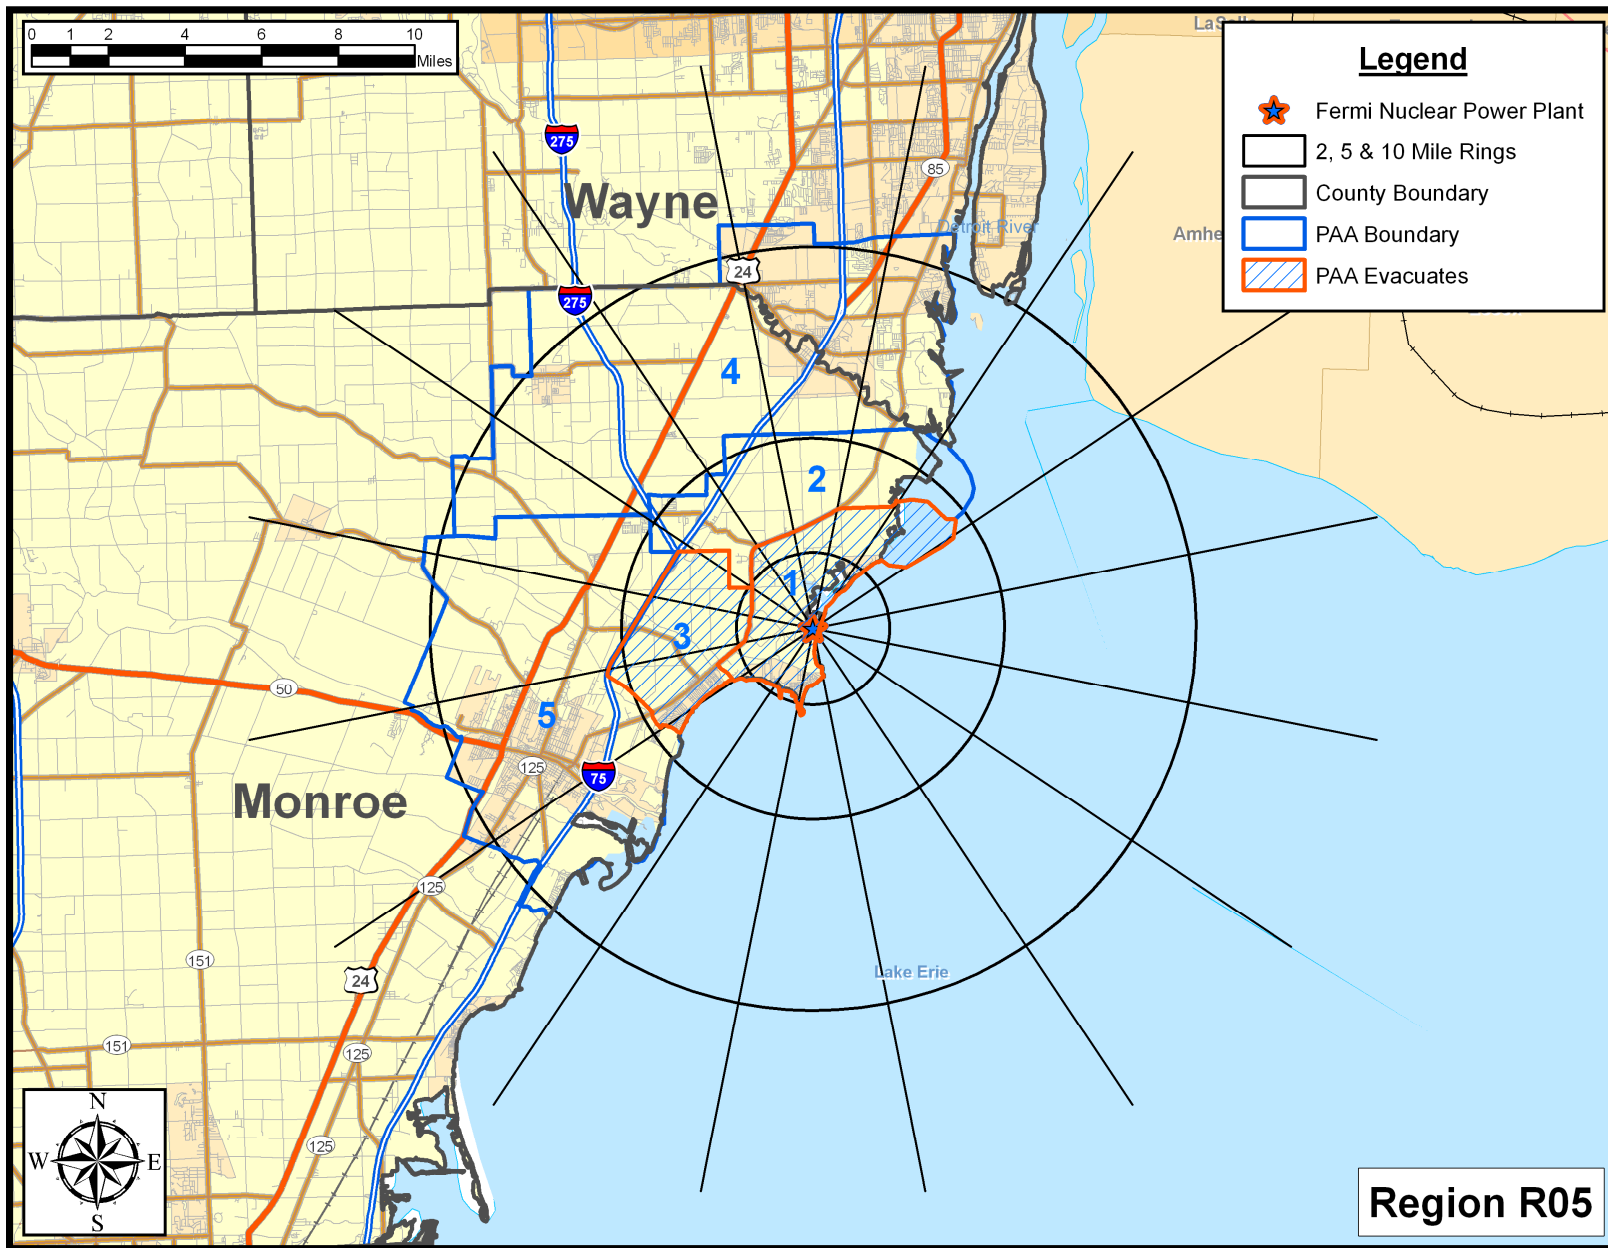 0 1 2 4 6 8 10
Miles
LaSalle
Legend
Fermi Nuclear Power Plant
2, 5 & 10 Mile Rings
County Boundary
PAA Boundary
PAA Evacuates
275
85
Wayne
Detroit River
Amhe
24
275
4
2
1
3
50
5
125
75
Monroe
125
151
24
Lake Erie
151
125
125
N
W E
S
Region R05